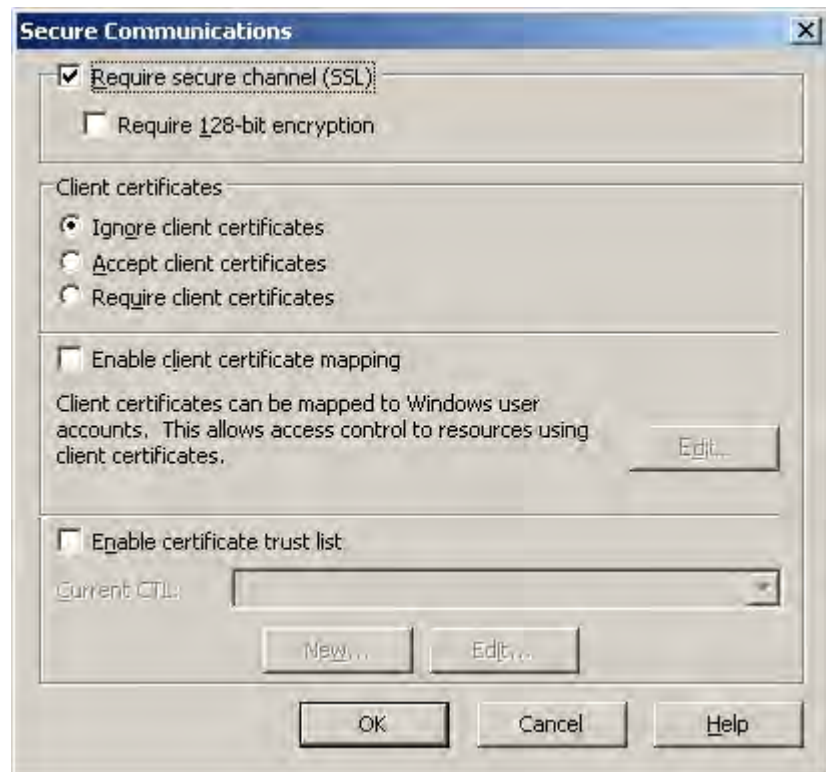 Secure Communications
Require secure channel (SSL)
Require 128-bit encryption
Client certificates
Ignore client certificates
Accept client certificates
Require client certificates
Enable client certificate mapping
Client certificates can be mapped to Windows user
accounts. This allows access control to resources using
client certificates.
Edit...
Enable certificate trust list
Current CTL:
New... Edit...
OK Cancel Help